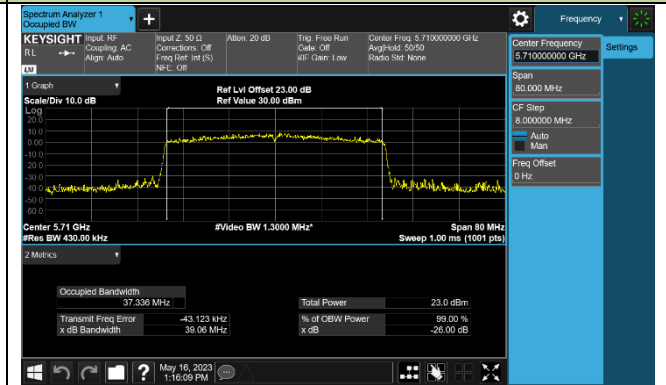 Spectrum Analyzer 1
Occupied BW
Frequency
KEYSIGHT
Input: RF
Coupling: AC
Align: Auto
Input Z: 50 Ω
Corrections: Off
Freq Ref: Int (S)
NFE: Off
Atten: 20 dB
Trig: Free Run
Gate: Off
#IF Gain: Low
Center Freq: 5.710000000 GHz
Avg|Hold: 50/50
Radio Std: None
RL
LXI
Center Frequency
5.710000000 GHz
Settings
Span
80.000 MHz
CF Step
8.000000 MHz
Auto
Man
Freq Offset
0 Hz
1 Graph
Scale/Div 10.0 dB
Ref Lvl Offset 23.00 dB
Ref Value 30.00 dBm
Log
20.0
10.0
0.00
-10.0
-20.0
-30.0
-40.0
-50.0
-60.0
Center 5.71 GHz
#Res BW 430.00 kHz
#Video BW 1.3000 MHz*
Span 80 MHz
Sweep 1.00 ms (1001 pts)
2 Metrics
Occupied Bandwidth
37.336 MHz
Total Power 23.0 dBm
Transmit Freq Error -43.123 kHz
% of OBW Power 99.00 %
x dB Bandwidth 39.06 MHz
x dB -26.00 dB
?
May 16, 2023
1:16:09 PM